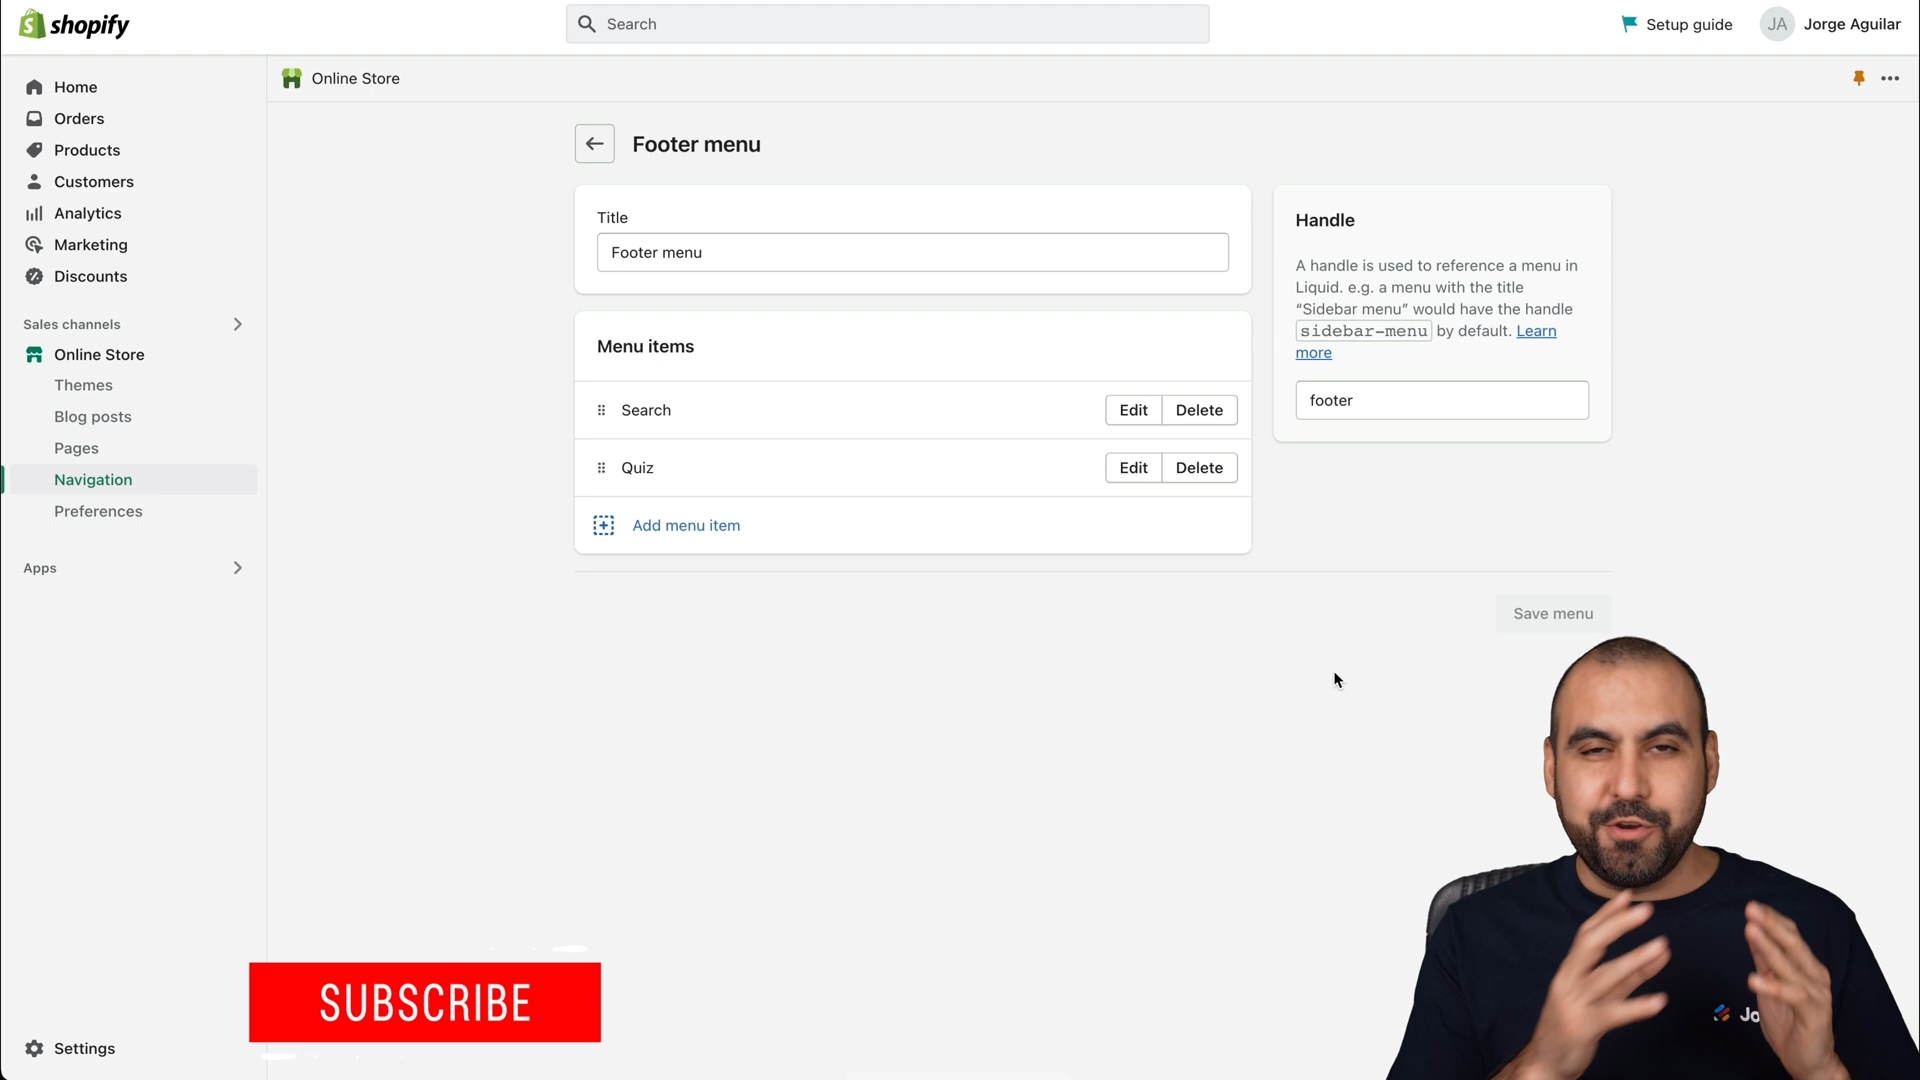 shopify
Search
Setup guide
JA
Jorge Aguilar
Home
Orders
Products
Customers
Analytics
Marketing
Discounts
Sales channels
Online Store
Themes
Blog posts
Pages
Navigation
Preferences
Apps
Settings
Online Store
Footer menu
Title
Footer menu
Menu items
Search
Edit
Delete
Quiz
Edit
Delete
Add menu item
Handle
A handle is used to reference a menu in
Liquid. e.g. a menu with the title
“Sidebar menu” would have the handle
sidebar-menu by default. Learn
more
footer
Save menu
SUBSCRIBE